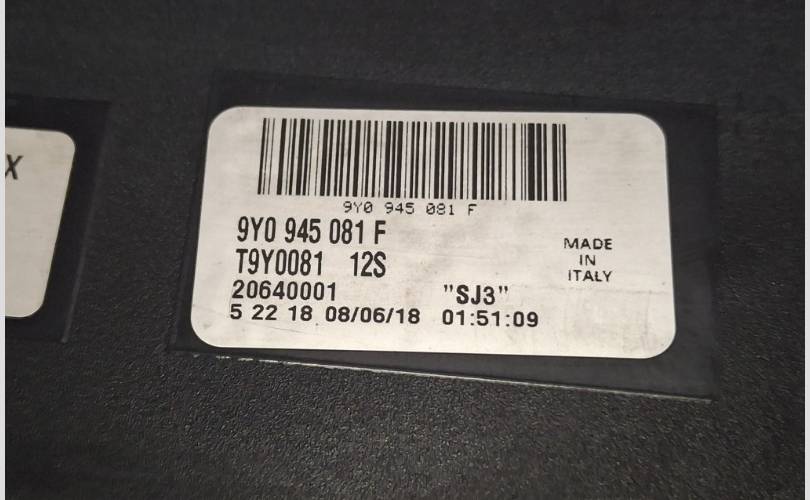 X
9Y0 945 081 F
9Y0 945 081 F
T9Y0081 12S
20640001 "SJ3"
5 22 18 08/06/18 01:51:09
MADE
IN
ITALY